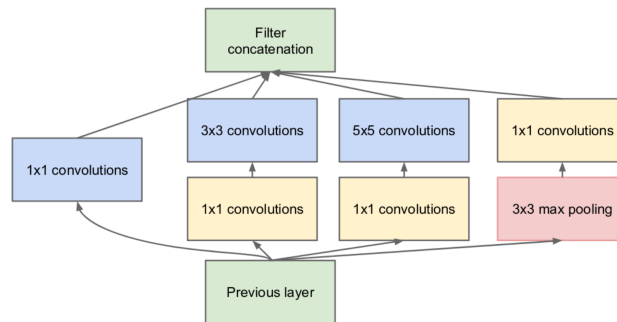 Filter
concatenation
3x3 convolutions
5x5 convolutions
1x1 convolutions
1x1 convolutions
1x1 convolutions
1x1 convolutions
3x3 max pooling
Previous layer